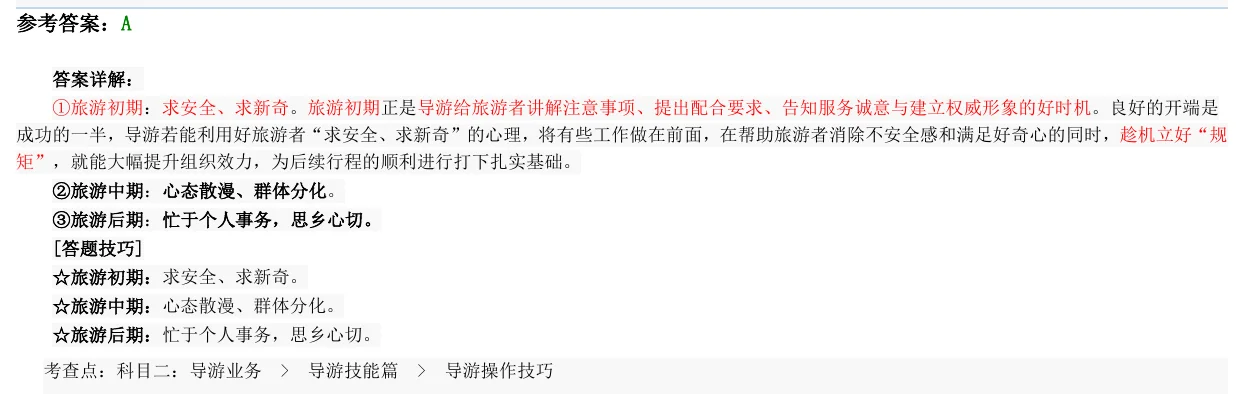 参考答案：A
答案详解：
①旅游初期：求安全、求新奇。旅游初期正是导游给旅游者讲解注意事项、提出配合要求、告知服务诚意与建立权威形象的好时机。良好的开端是
成功的一半，导游若能利用好旅游者“求安全、求新奇”的心理，将有些工作做在前面，在帮助旅游者消除不安全感和满足好奇心的同时，趁机立好“规
矩”，就能大幅提升组织效力，为后续行程的顺利进行打下扎实基础。
②旅游中期：心态散漫、群体分化。
③旅游后期：忙于个人事务，思乡心切。
[答题技巧]
☆旅游初期：求安全、求新奇。
☆旅游中期：心态散漫、群体分化。
☆旅游后期：忙于个人事务，思乡心切。
考查点：科目二：导游业务 > 导游技能篇 > 导游操作技巧